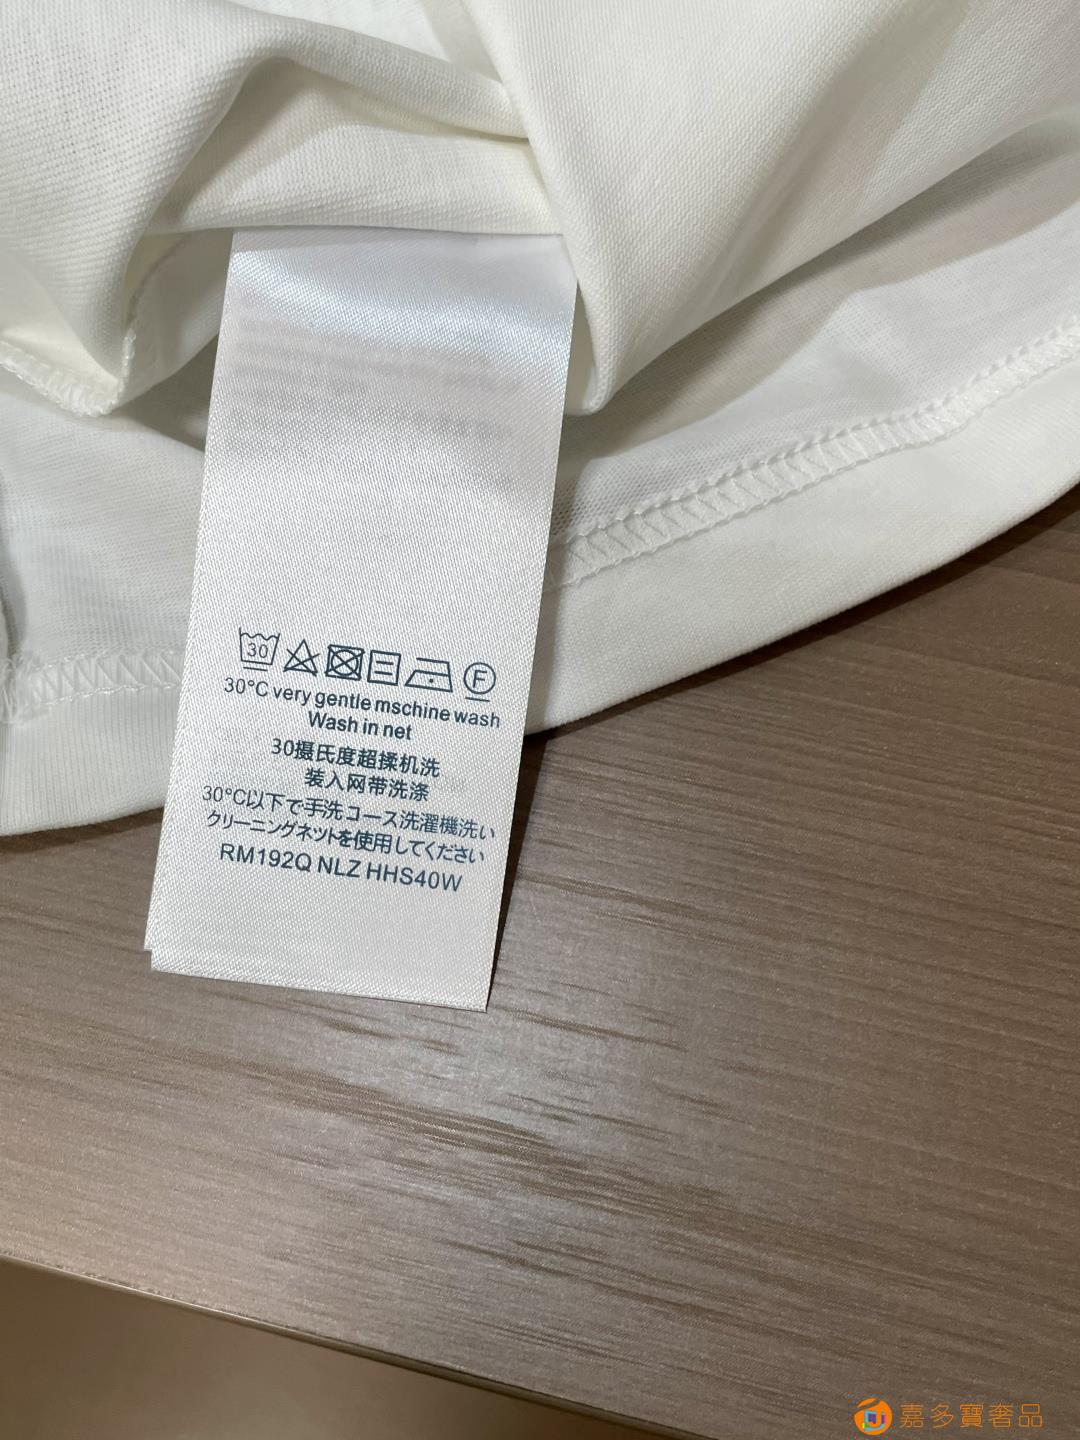 30
F
30°C very gentle mschine wash
Wash in net
30摄氏度超揉机洗
装入网带洗涤
30°C以下で手洗コース洗濯機洗い
クリーニングネットを使用してください
RM192Q NLZ HHS40W
嘉多寶奢品